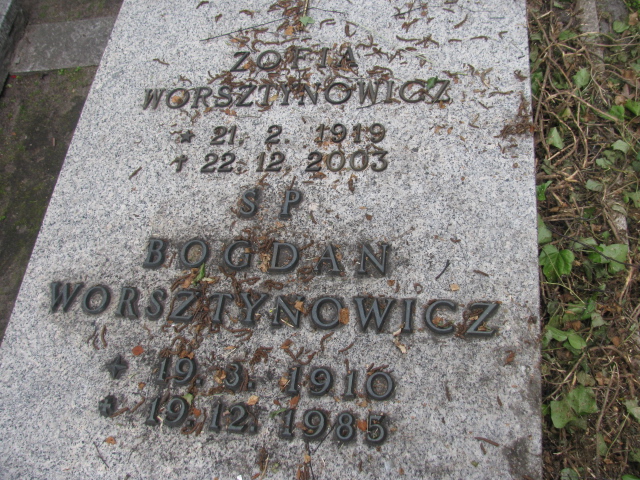 ZOFIA
WORSZTYNOWICZ
* 21. 2. 1919
† 22. 12. 2003
S P
BOGDAN
WORSZTYNOWICZ
19. 3. 1910
19. 12. 1985